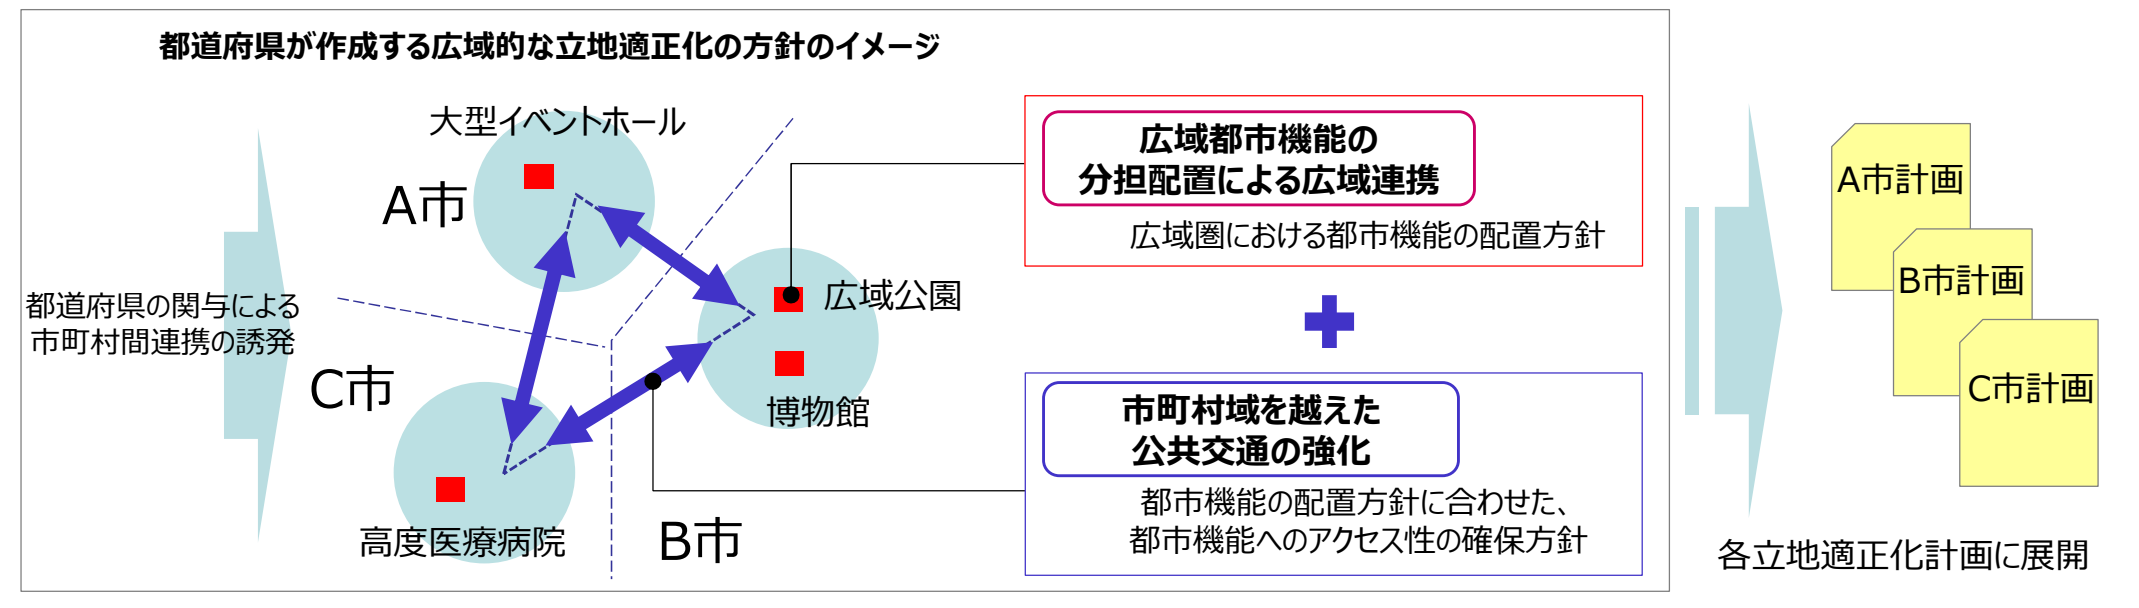 都道府県が作成する広域的な立地適正化の方針のイメージ
都道府県の関与による
市町村間連携の誘発
大型イベントホール
A市
広域公園
博物館
C市
高度医療病院
B市
広域都市機能の
分担配置による広域連携
広域圏における都市機能の配置方針
市町村域を越えた
公共交通の強化
都市機能の配置方針に合わせた、
都市機能へのアクセス性の確保方針
A市計画
B市計画
C市計画
各立地適正化計画に展開